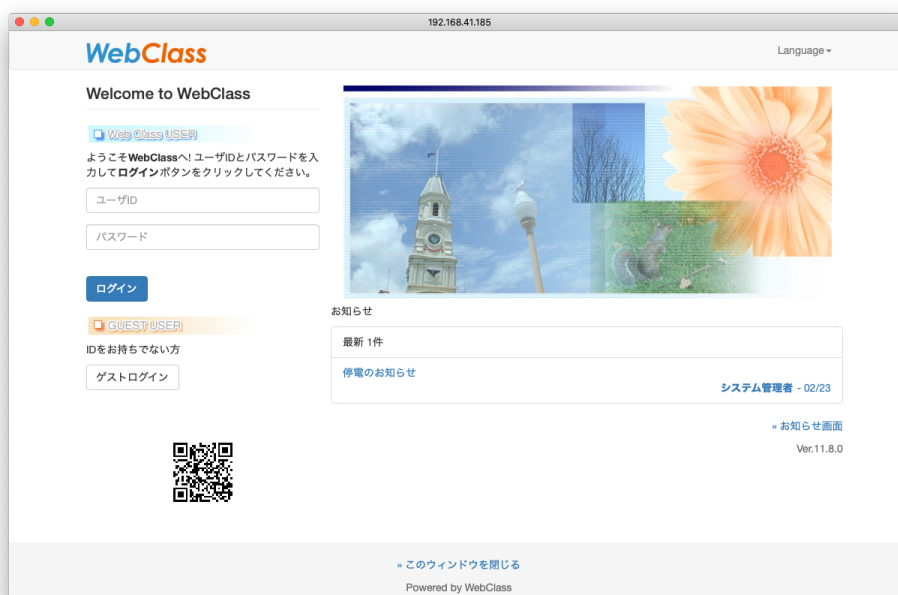 192.168.41.185
WebClass
Language
Welcome to WebClass
Web Class USER
ようこそWebClassへ! ユーザIDとパスワードを入
力してログインボタンをクリックしてください。
ユーザID
パスワード
ログイン
GUEST USER
IDをお持ちでない方
ゲストログイン
お知らせ
最新 1件
停電のお知らせ
システム管理者 - 02/23
» お知らせ画面
Ver.11.8.0
» このウィンドウを閉じる
Powered by WebClass